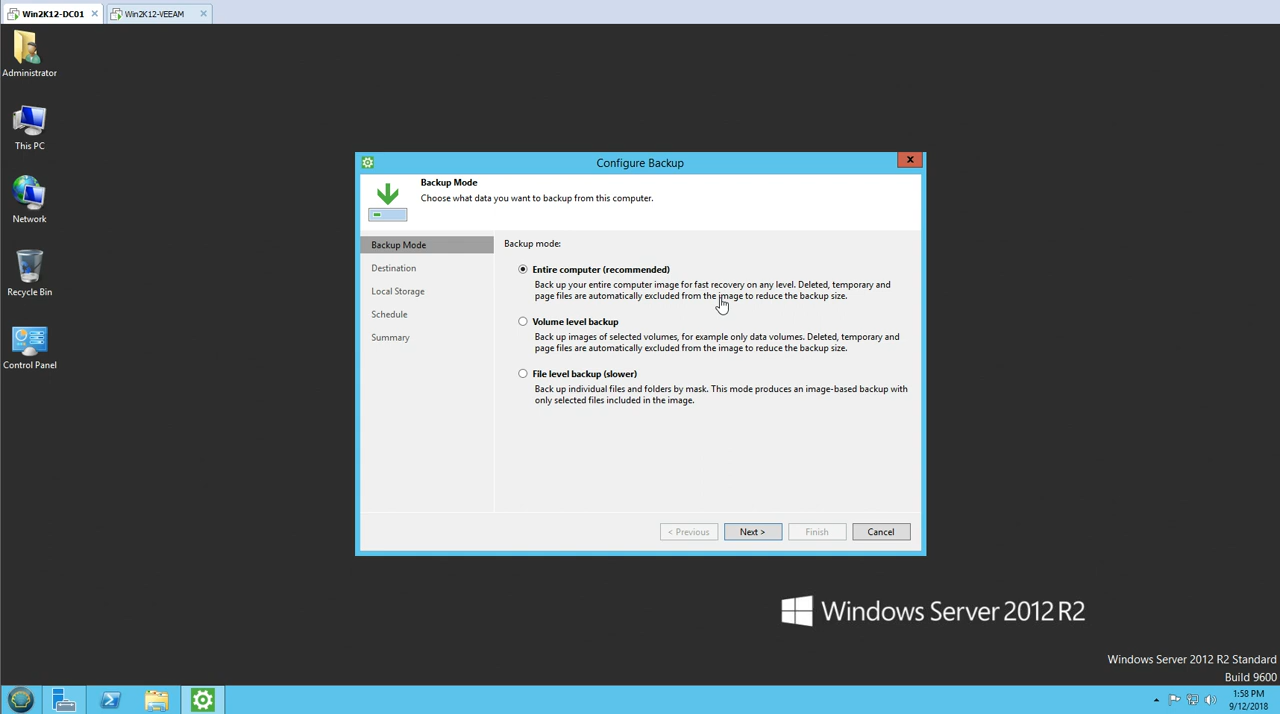 Win2K12-DC01
Win2K12-VEEAM
Administrator
This PC
Network
Recycle Bin
Control Panel
Configure Backup
Backup Mode
Choose what data you want to backup from this computer.
Backup Mode
Destination
Local Storage
Schedule
Summary
Backup mode:
Entire computer (recommended)
Back up your entire computer image for fast recovery on any level. Deleted, temporary and
page files are automatically excluded from the image to reduce the backup size.
Volume level backup
Back up images of selected volumes, for example only data volumes. Deleted, temporary and
page files are automatically excluded from the image to reduce the backup size.
File level backup (slower)
Back up individual files and folders by mask. This mode produces an image-based backup with
only selected files included in the image.
< Previous
Next >
Finish
Cancel
Windows Server 2012 R2
Windows Server 2012 R2 Standard
Build 9600
1:58 PM
9/12/2018